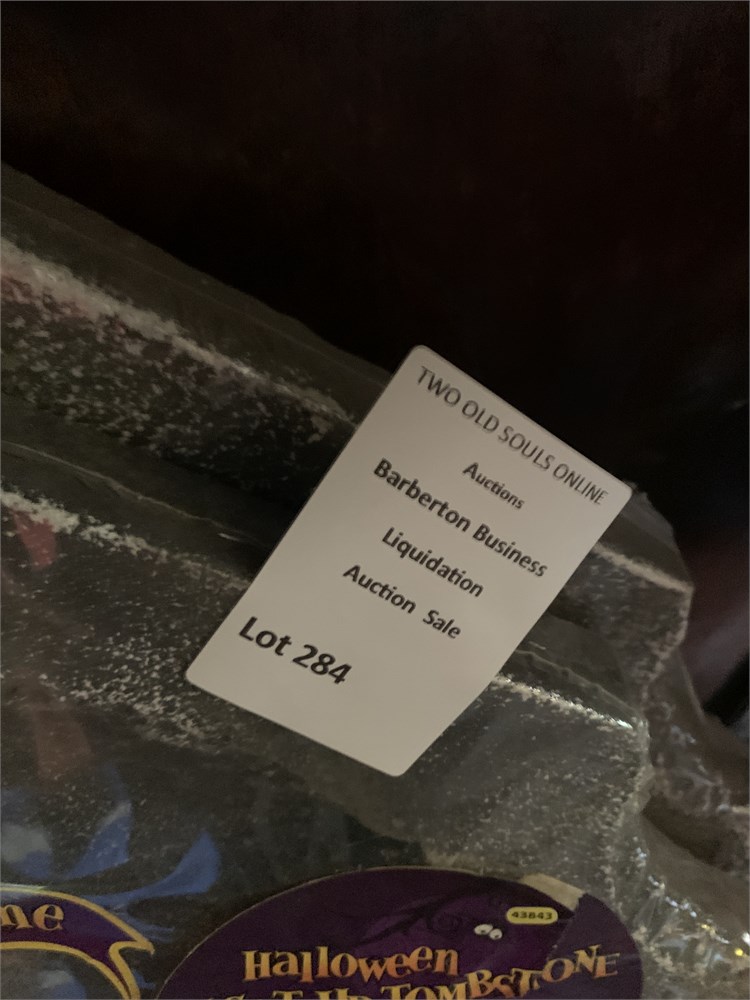 TWO OLD SOULS ONLINE
Auctions
Barberton Business
Liquidation
Auction Sale
Lot 284
43843
Halloween
TOMBSTONE